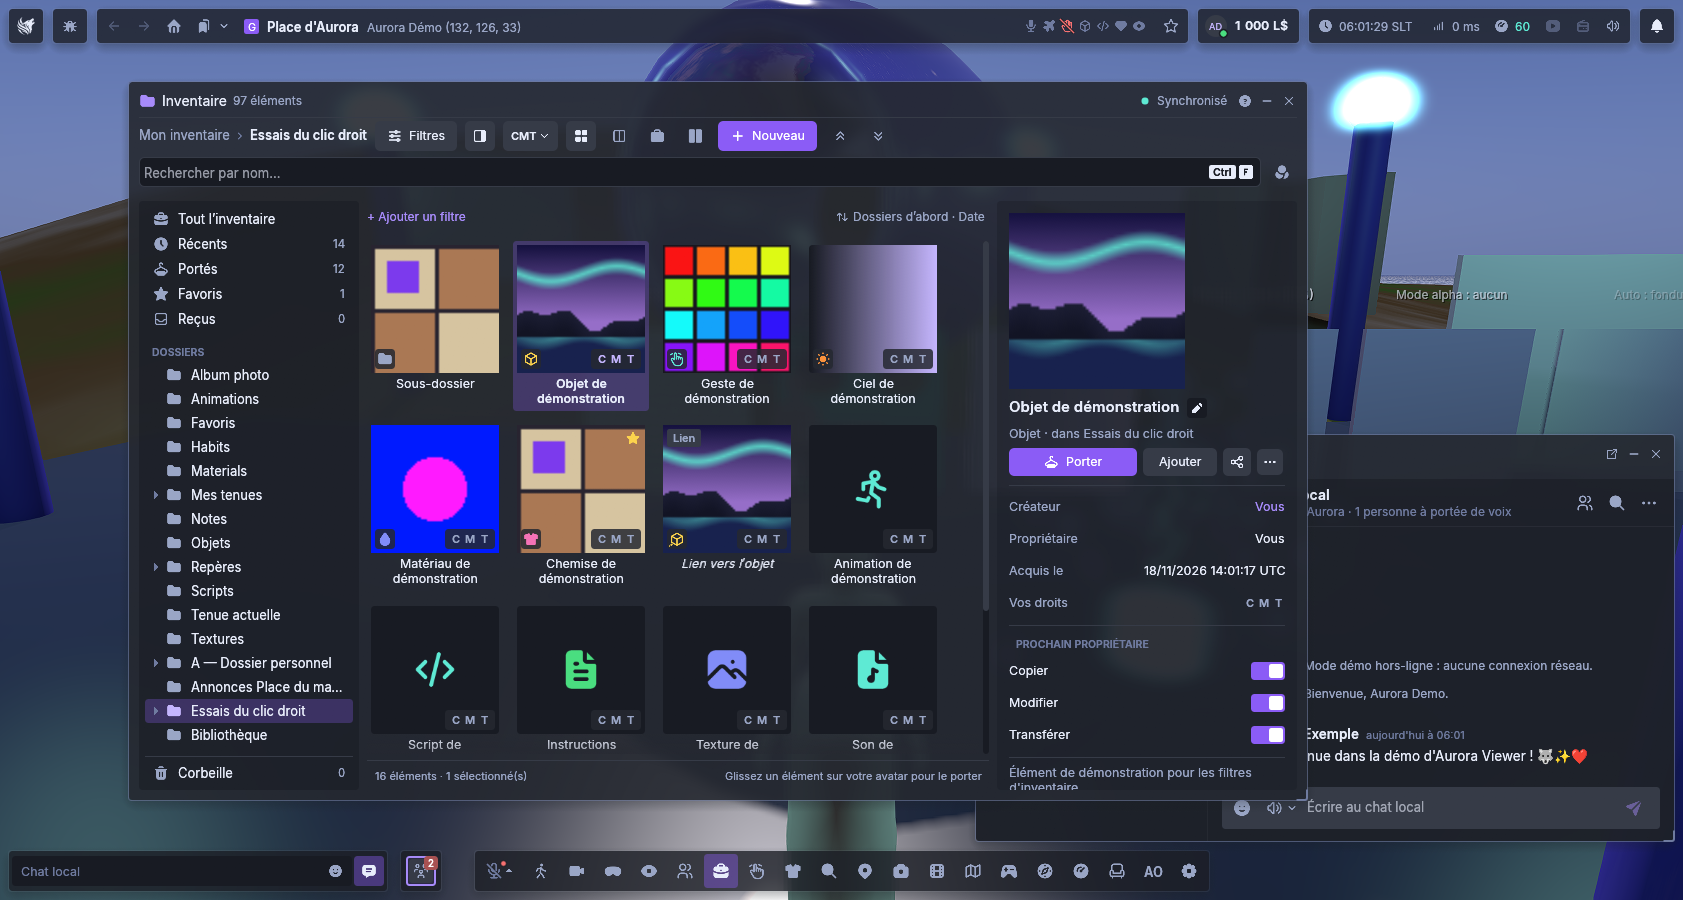 G Place d'Aurora Aurora Démo (132, 126, 33)
AD 1 000 L$
06:01:29 SLT 0 ms 60
Inventaire 97 éléments
Synchronisé
Mon inventaire › Essais du clic droit
Filtres
CMT
+ Nouveau
Rechercher par nom...
Ctrl F
Tout l'inventaire
Récents 14
Portés 12
Favoris 1
Reçus 0
DOSSIERS
Album photo
Animations
Favoris
Habits
Materials
Mes tenues
Notes
Objets
Repères
Scripts
Tenue actuelle
Textures
A — Dossier personnel
Annonces Place du ma...
Essais du clic droit
Bibliothèque
Corbeille 0
+ Ajouter un filtre
Dossiers d'abord · Date
Sous-dossier
C M T
Objet de
démonstration
C M T
Geste de
démonstration
C M T
Ciel de
démonstration
C M T
Matériau de
démonstration
C M T
Chemise de
démonstration
Lien
Lien vers l'objet
C M T
C M T
Animation de
démonstration
C M T
Script de
C M T
Instructions
C M T
Texture de
C M T
Son de
16 éléments · 1 sélectionné(s)
Glissez un élément sur votre avatar pour le porter
Objet de démonstration
Objet · dans Essais du clic droit
Porter
Ajouter
Créateur Vous
Propriétaire Vous
Acquis le 18/11/2026 14:01:17 UTC
Vos droits C M T
PROCHAIN PROPRIÉTAIRE
Copier
Modifier
Transférer
Élément de démonstration pour les filtres
d'inventaire
Mode alpha : aucun
Auto : fondu
ocal
Aurora · 1 personne à portée de voix
Mode démo hors-ligne : aucune connexion réseau.
Bienvenue, Aurora Demo.
Exemple aujourd'hui à 06:01
nue dans la démo d'Aurora Viewer ! 🐺✨❤️
Écrire au chat local
Chat local
2
AO